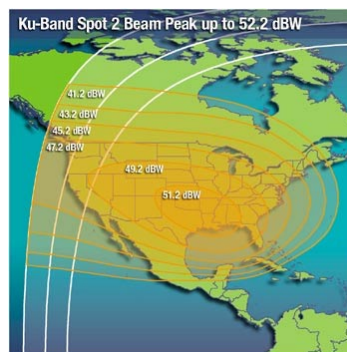 Ku-Band Spot 2 Beam Peak up to 52.2 dBW
41.2 dBW
43.2 dBW
45.2 dBW
47.2 dBW
49.2 dBW
51.2 dBW